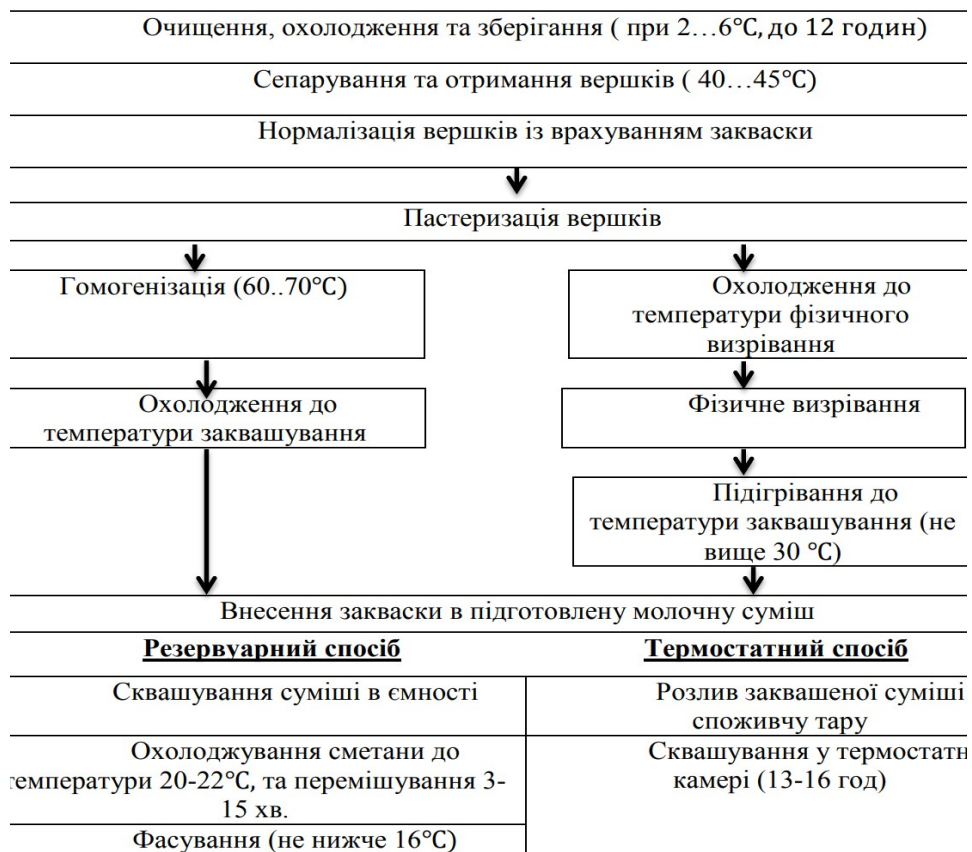 Очищення, охолодження та зберігання ( при 2…6℃, до 12 годин)
Сепарування та отримання вершків ( 40…45℃)
Нормалізація вершків із врахуванням закваски
Пастеризація вершків
Гомогенізація (60..70℃)
Охолодження до
температури заквашування
Охолодження до
температури фізичного
визрівання
Фізичне визрівання
Підігрівання до
температури заквашування (не
вище 30 ℃)
Внесення закваски в підготовлену молочну суміш
Резервуарний спосіб
Сквашування суміші в ємності
Охолоджування сметани до
температури 20-22℃, та перемішування 3-
15 хв.
Фасування (не нижче 16℃)
Термостатний спосіб
Розлив заквашеної суміші
споживчу тару
Сквашування у термостатн
камері (13-16 год)